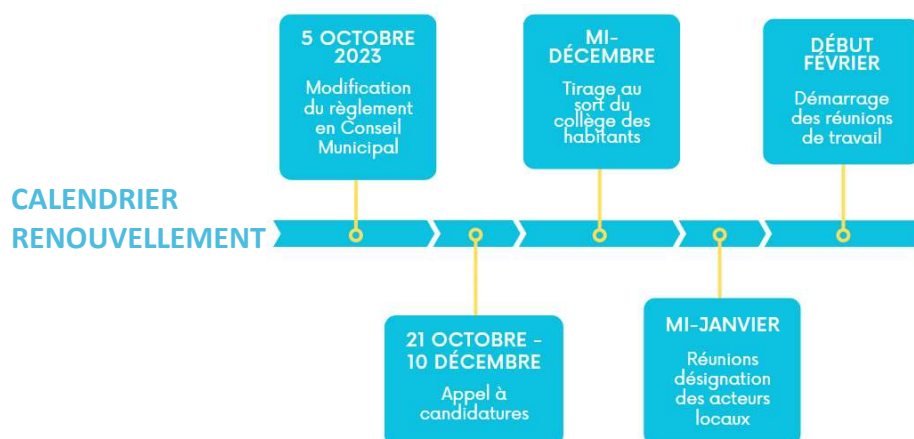 CALENDRIER
RENOUVELLEMENT
5 OCTOBRE
2023
Modification
du règlement
en Conseil
Municipal
21 OCTOBRE -
10 DÉCEMBRE
Appel à
candidatures
MI-
DÉCEMBRE
Tirage au
sort du
collège des
habitants
MI-JANVIER
Réunions
désignation
des acteurs
locaux
DÉBUT
FÉVRIER
Démarrage
des réunions
de travail